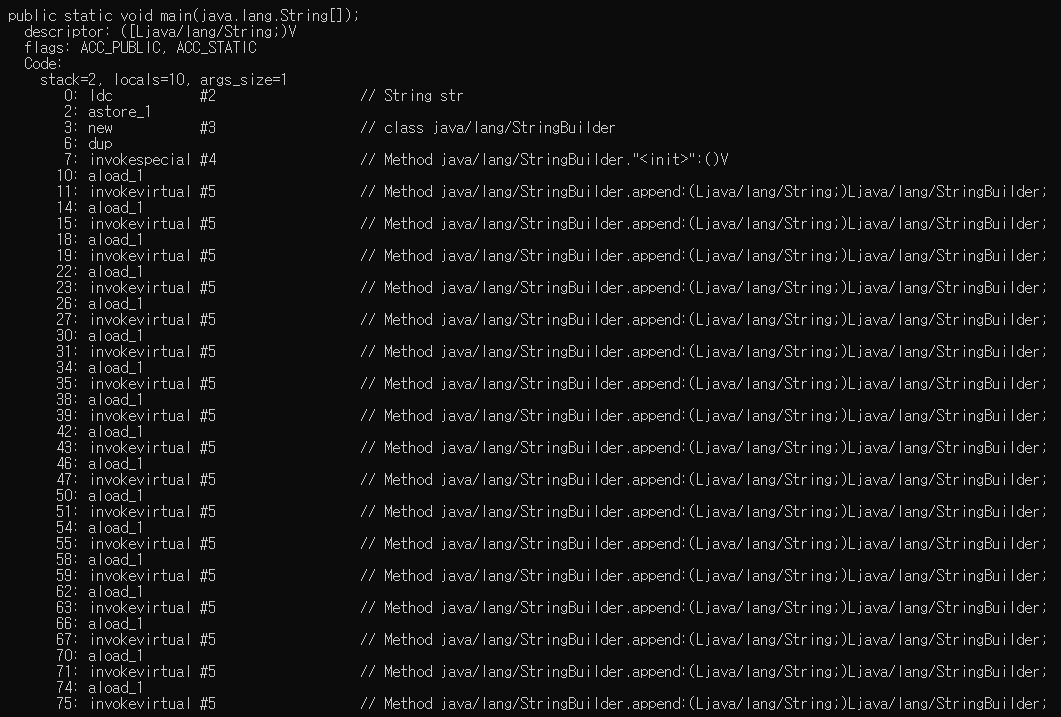 public static void main(java.lang.String[]);
descriptor: ([Ljava/lang/String;)V
flags: ACC_PUBLIC, ACC_STATIC
Code:
stack=2, locals=10, args_size=1
0: ldc #2 // String str
2: astore_1
3: new #3 // class java/lang/StringBuilder
6: dup
7: invokespecial #4 // Method java/lang/StringBuilder."<init>":()V
10: aload_1
11: invokevirtual #5 // Method java/lang/StringBuilder.append:(Ljava/lang/String;)Ljava/lang/StringBuilder;
14: aload_1
15: invokevirtual #5 // Method java/lang/StringBuilder.append:(Ljava/lang/String;)Ljava/lang/StringBuilder;
18: aload_1
19: invokevirtual #5 // Method java/lang/StringBuilder.append:(Ljava/lang/String;)Ljava/lang/StringBuilder;
22: aload_1
23: invokevirtual #5 // Method java/lang/StringBuilder.append:(Ljava/lang/String;)Ljava/lang/StringBuilder;
26: aload_1
27: invokevirtual #5 // Method java/lang/StringBuilder.append:(Ljava/lang/String;)Ljava/lang/StringBuilder;
30: aload_1
31: invokevirtual #5 // Method java/lang/StringBuilder.append:(Ljava/lang/String;)Ljava/lang/StringBuilder;
34: aload_1
35: invokevirtual #5 // Method java/lang/StringBuilder.append:(Ljava/lang/String;)Ljava/lang/StringBuilder;
38: aload_1
39: invokevirtual #5 // Method java/lang/StringBuilder.append:(Ljava/lang/String;)Ljava/lang/StringBuilder;
42: aload_1
43: invokevirtual #5 // Method java/lang/StringBuilder.append:(Ljava/lang/String;)Ljava/lang/StringBuilder;
46: aload_1
47: invokevirtual #5 // Method java/lang/StringBuilder.append:(Ljava/lang/String;)Ljava/lang/StringBuilder;
50: aload_1
51: invokevirtual #5 // Method java/lang/StringBuilder.append:(Ljava/lang/String;)Ljava/lang/StringBuilder;
54: aload_1
55: invokevirtual #5 // Method java/lang/StringBuilder.append:(Ljava/lang/String;)Ljava/lang/StringBuilder;
58: aload_1
59: invokevirtual #5 // Method java/lang/StringBuilder.append:(Ljava/lang/String;)Ljava/lang/StringBuilder;
62: aload_1
63: invokevirtual #5 // Method java/lang/StringBuilder.append:(Ljava/lang/String;)Ljava/lang/StringBuilder;
66: aload_1
67: invokevirtual #5 // Method java/lang/StringBuilder.append:(Ljava/lang/String;)Ljava/lang/StringBuilder;
70: aload_1
71: invokevirtual #5 // Method java/lang/StringBuilder.append:(Ljava/lang/String;)Ljava/lang/StringBuilder;
74: aload_1
75: invokevirtual #5 // Method java/lang/StringBuilder.append:(Ljava/lang/String;)Ljava/lang/StringBuilder;